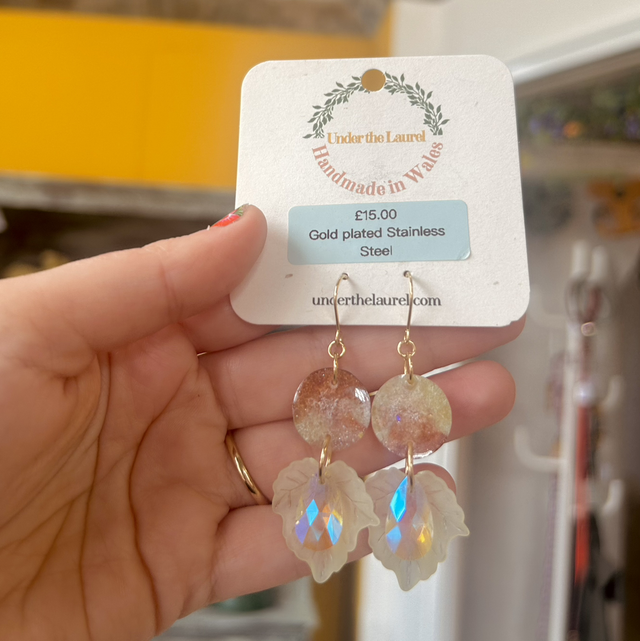 Under the Laurel
Handmade in Wales
£15.00
Gold plated Stainless
Steel
underthelaurel.com